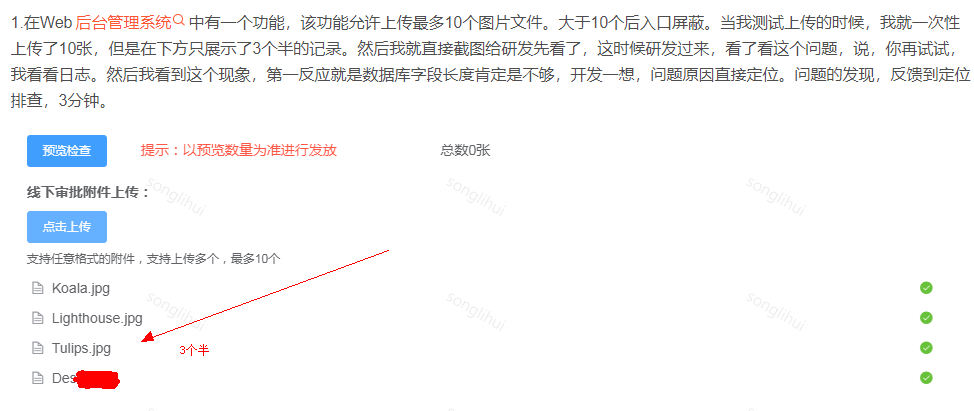 1.在Web 后台管理系统 中有一个功能，该功能允许上传最多10个图片文件。大于10个后入口屏蔽。当我测试上传的时候，我就一次性
上传了10张，但是在下方只展示了3个半的记录。然后我就直接截图给研发先看了，这时候研发过来，看了看这个问题，说，你再试试，
我看看日志。然后我看到这个现象，第一反应就是数据库字段长度肯定是不够，开发一想，问题原因直接定位。问题的发现，反馈到定位
排查，3分钟。
预览检查 提示：以预览数量为准进行发放 总数0张
线下审批附件上传：
songlihui songlihui songlihui
点击上传
支持任意格式的附件，支持上传多个，最多10个
Koala.jpg
songlihui songlihui songlihui
Lighthouse.jpg
Tulips.jpg
3个半
Des